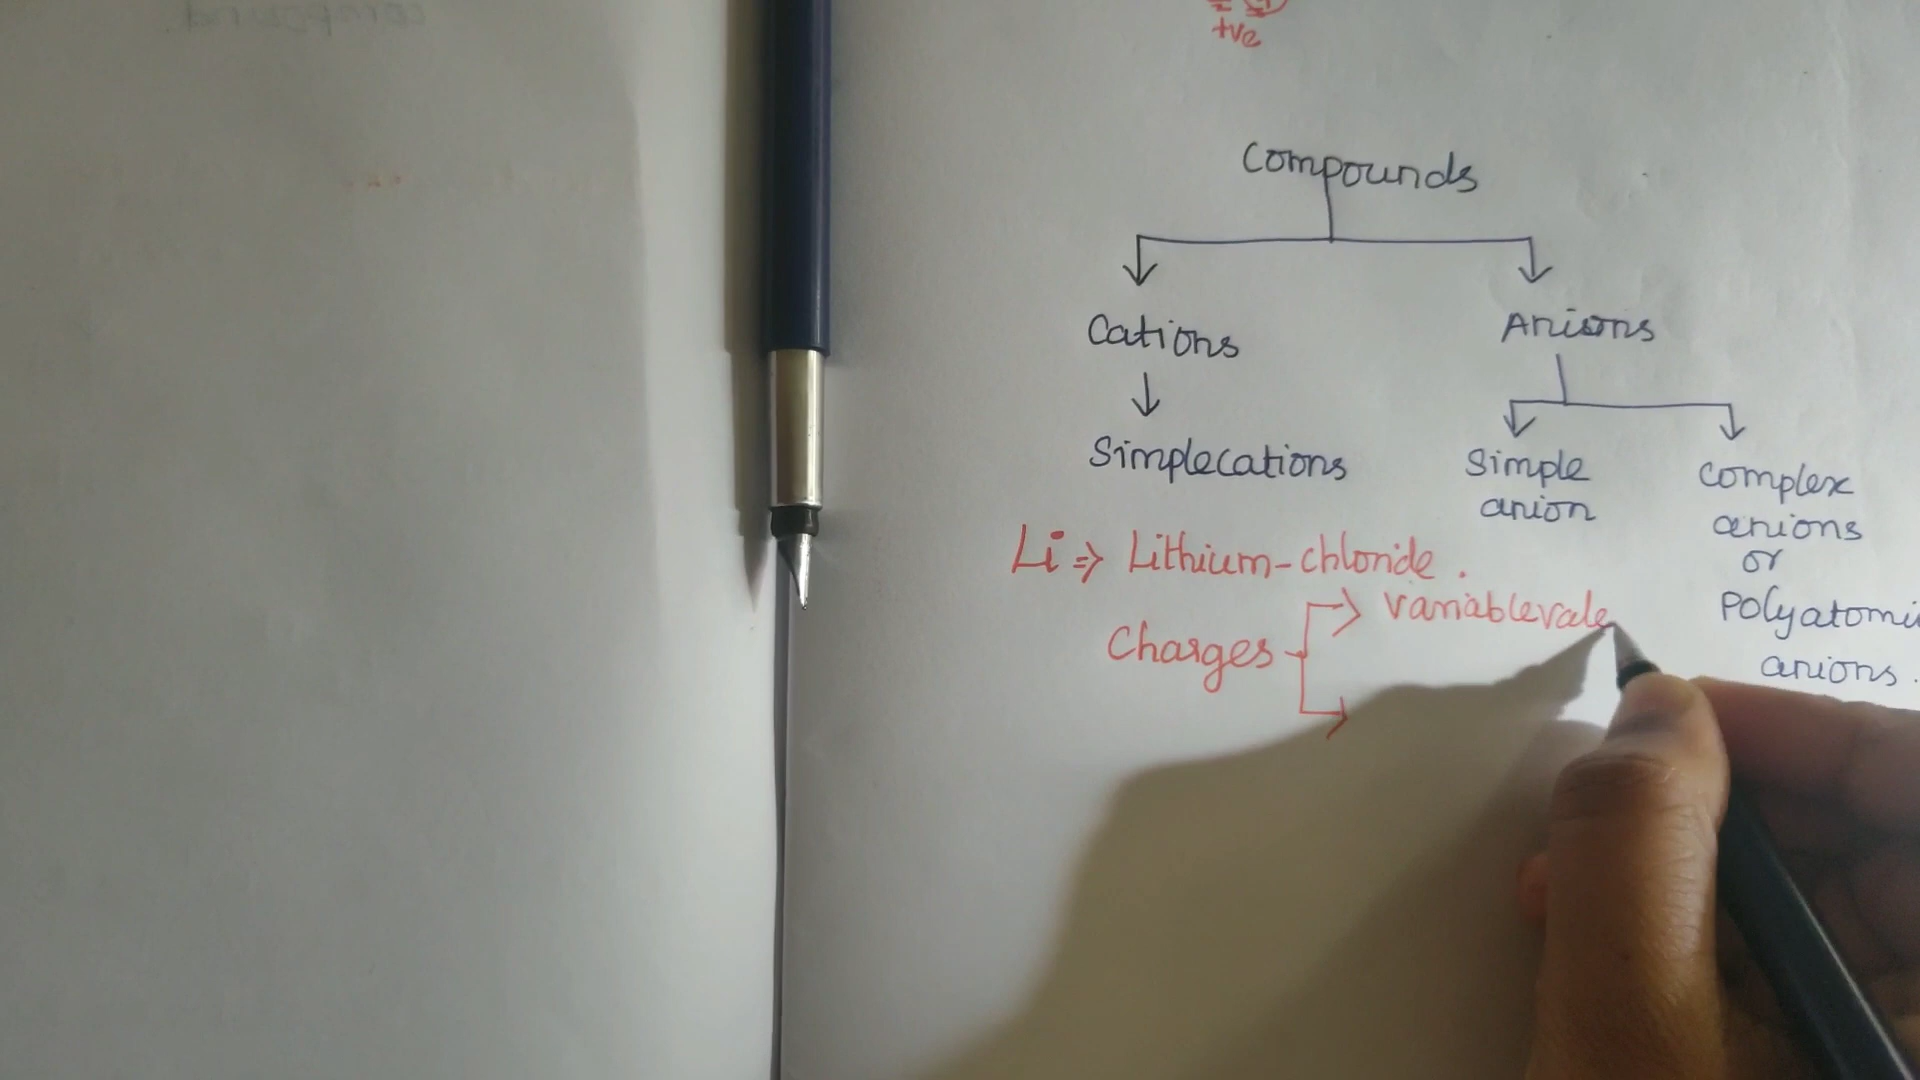 +ve
Compounds
Cations
Anions
Simplecations
Simple
anion
Complex
anions
or
Polyatomi
anions.
Li => Lithium-chloride.
Charges
variablevale